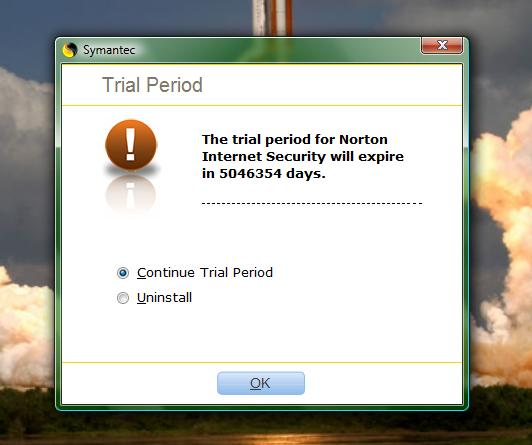 Symantec
Trial Period
The trial period for Norton
Internet Security will expire
in 5046354 days.
Continue Trial Period
Uninstall
OK